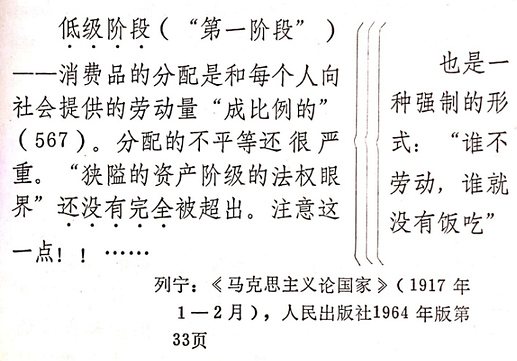 低级阶段（“第一阶段”）
——消费品的分配是和每个人向
社会提供的劳动量“成比例的”
（567）。分配的不平等还很严
重。“狭隘的资产阶级的法权眼
界”还没有完全被超出。注意这
一点！！……
也是一
种强制的形
式：“谁不
劳动，谁就
没有饭吃”
列宁：《马克思主义论国家》（1917年
1—2月），人民出版社1964年版第
33页